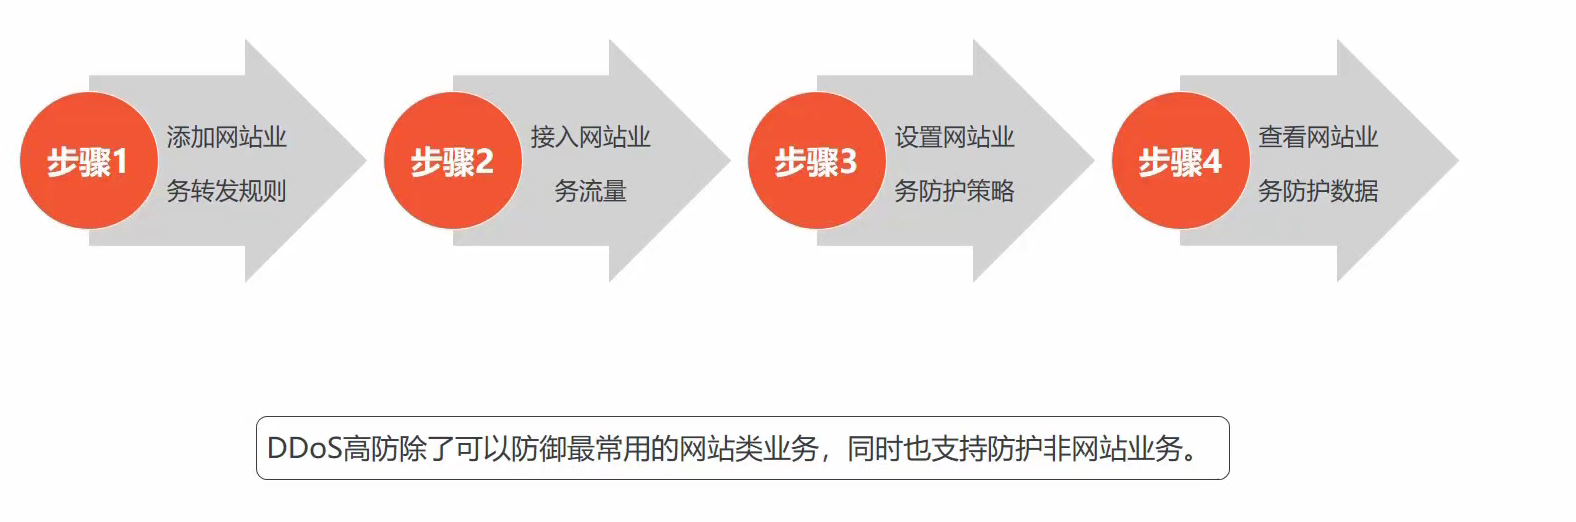 步骤1
添加网站业
务转发规则
步骤2
接入网站业
务流量
步骤3
设置网站业
务防护策略
步骤4
查看网站业
务防护数据
DDoS高防除了可以防御最常用的网站类业务，同时也支持防护非网站业务。